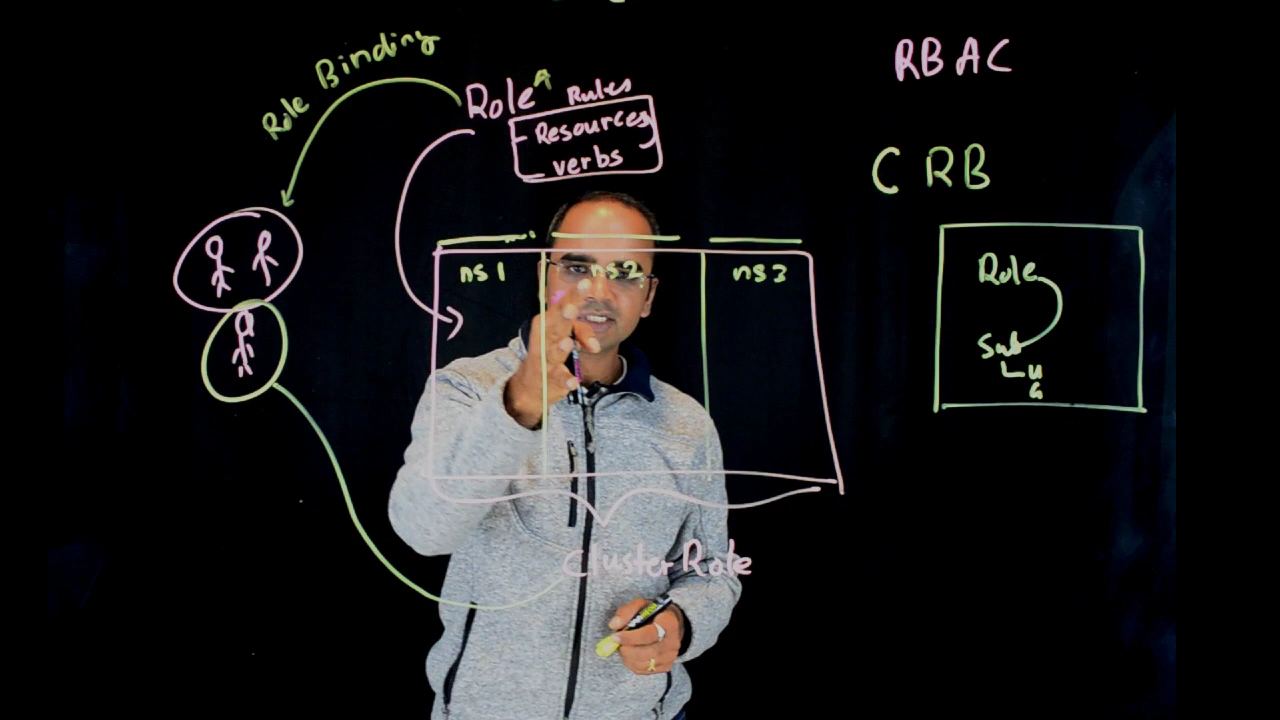 Role Binding
Role Rules
- Resources
- verbs
RBAC
CRB
ns1 ns2 ns3
Role
Sub
U
G
Cluster Role